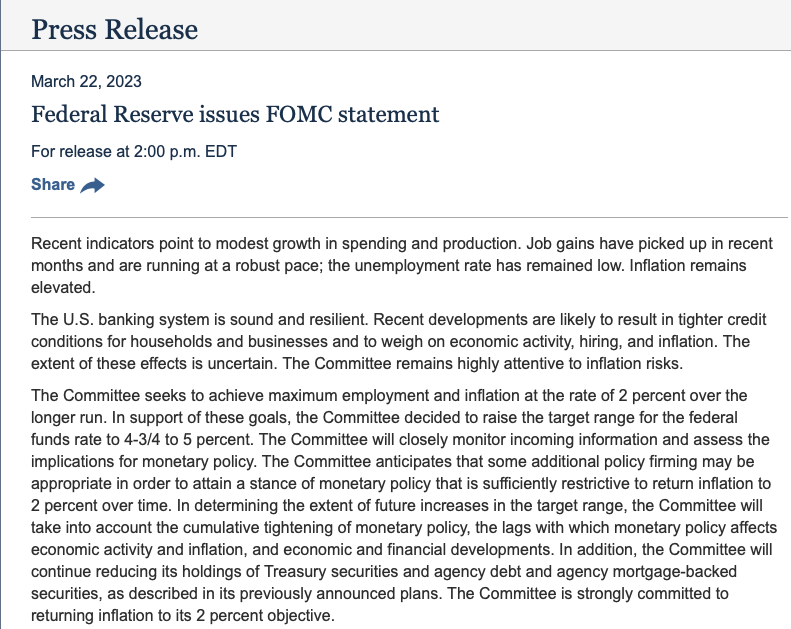 Press Release
March 22, 2023
Federal Reserve issues FOMC statement
For release at 2:00 p.m. EDT
Share
Recent indicators point to modest growth in spending and production. Job gains have picked up in recent
months and are running at a robust pace; the unemployment rate has remained low. Inflation remains
elevated.
The U.S. banking system is sound and resilient. Recent developments are likely to result in tighter credit
conditions for households and businesses and to weigh on economic activity, hiring, and inflation. The
extent of these effects is uncertain. The Committee remains highly attentive to inflation risks.
The Committee seeks to achieve maximum employment and inflation at the rate of 2 percent over the
longer run. In support of these goals, the Committee decided to raise the target range for the federal
funds rate to 4-3/4 to 5 percent. The Committee will closely monitor incoming information and assess the
implications for monetary policy. The Committee anticipates that some additional policy firming may be
appropriate in order to attain a stance of monetary policy that is sufficiently restrictive to return inflation to
2 percent over time. In determining the extent of future increases in the target range, the Committee will
take into account the cumulative tightening of monetary policy, the lags with which monetary policy affects
economic activity and inflation, and economic and financial developments. In addition, the Committee will
continue reducing its holdings of Treasury securities and agency debt and agency mortgage-backed
securities, as described in its previously announced plans. The Committee is strongly committed to
returning inflation to its 2 percent objective.